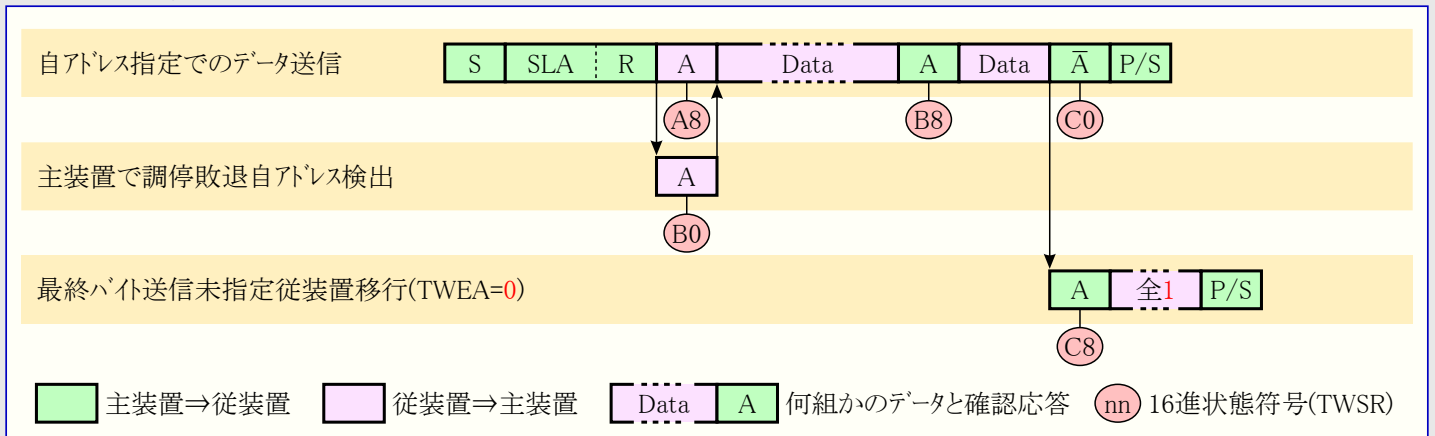 自ｱﾄﾞﾚｽ指定でのﾃﾞｰﾀ送信 S SLA R A Data A Data A̅ P/S
A8 B8 C0
主装置で調停敗退自ｱﾄﾞﾚｽ検出 A
B0
最終ﾊﾞｲﾄ送信未指定従装置移行(TWEA=0) A 全1 P/S
C8
主装置⇒従装置 従装置⇒主装置 Data A 何組かのﾃﾞｰﾀと確認応答 nn 16進状態符号(TWSR)